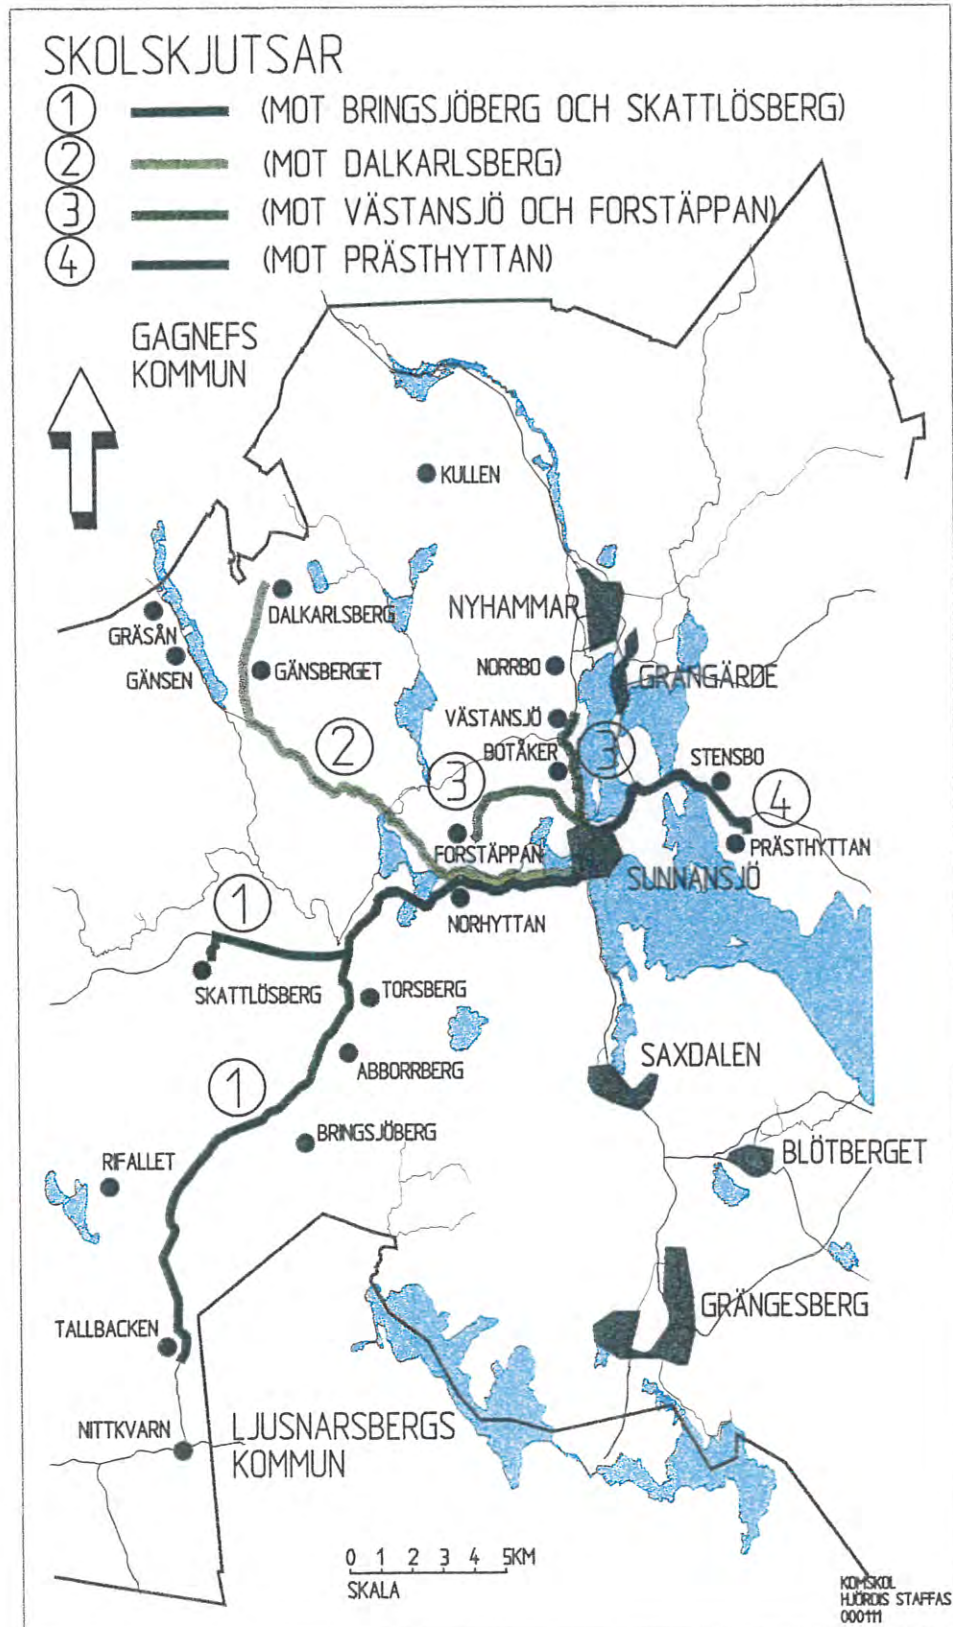 SKOLSKJUTSAR
1 (MOT BRINGSJÖBERG OCH SKATTLÖSBERG)
2 (MOT DALKARLSBERG)
3 (MOT VÄSTANSJÖ OCH FORSTÄPPAN)
4 (MOT PRÄSTHYTTAN)
GAGNEFS
KOMMUN
KULLEN
DALKARLSBERG
NYHAMMAR
GRÄSÅN
GÄNSEN
GÄNSBERGET
NORRBO
GRANGÄRDE
VÄSTANSJÖ
2
BOTÅKER
3
STENSBO
3
4
FORSTÄPPAN
PRÄSTHYTTAN
SUNNANSJÖ
1
NORHYTTAN
SKATTLÖSBERG
TORSBERG
SAXDALEN
ABBORRBERG
1
BRINGSJÖBERG
BLÖTBERGET
RIFALLET
GRÄNGESBERG
TALLBACKEN
NITTKVARN
LJUSNARSBERGS
KOMMUN
0 1 2 3 4 5KM
SKALA
KOMSKOL
HJÖRDIS STAFFAS
000111